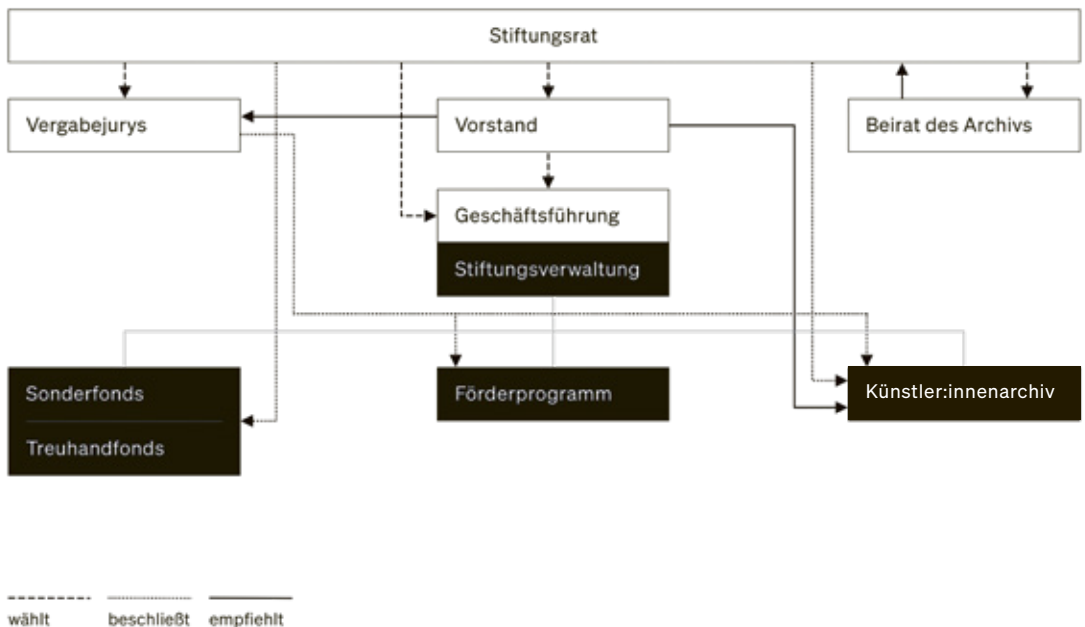 Stiftungsrat
Vergabejurys
Vorstand
Beirat des Archivs
Geschäftsführung
Stiftungsverwaltung
Sonderfonds
Förderprogramm
Künstler:innenarchiv
Treuhandfonds
wählt
beschließt
empfiehlt